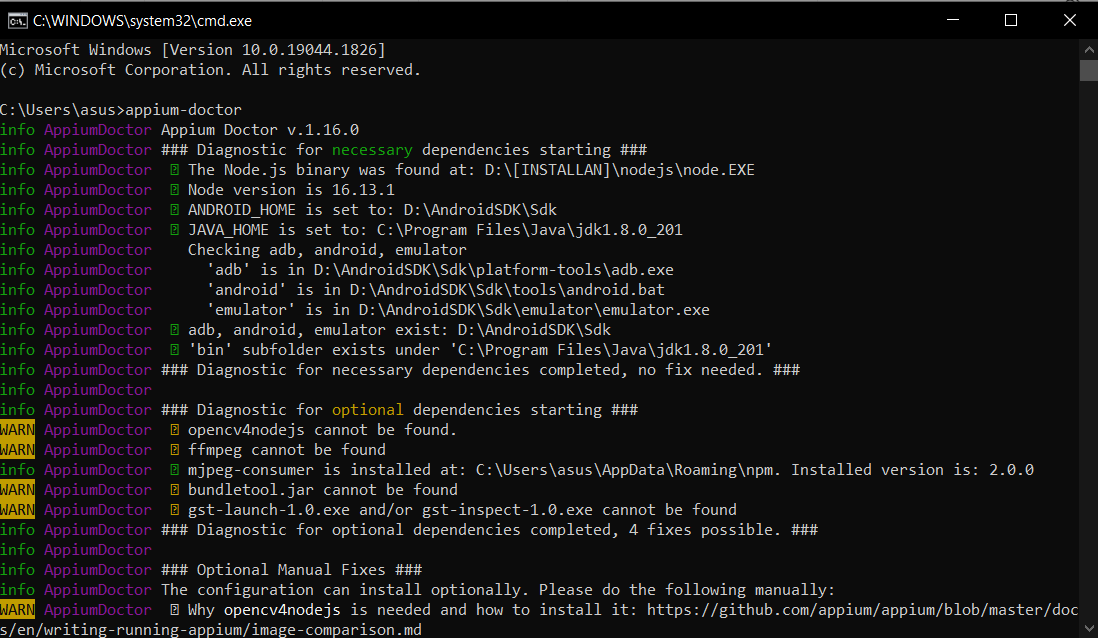 C:\WINDOWS\system32\cmd.exe
Microsoft Windows [Version 10.0.19044.1826]
(c) Microsoft Corporation. All rights reserved.
C:\Users\asus>appium-doctor
info AppiumDoctor Appium Doctor v.1.16.0
info AppiumDoctor ### Diagnostic for necessary dependencies starting ###
info AppiumDoctor  ⍰ The Node.js binary was found at: D:\[INSTALLAN]\nodejs\node.EXE
info AppiumDoctor  ⍰ Node version is 16.13.1
info AppiumDoctor  ⍰ ANDROID_HOME is set to: D:\AndroidSDK\Sdk
info AppiumDoctor  ⍰ JAVA_HOME is set to: C:\Program Files\Java\jdk1.8.0_201
info AppiumDoctor    Checking adb, android, emulator
info AppiumDoctor      'adb' is in D:\AndroidSDK\Sdk\platform-tools\adb.exe
info AppiumDoctor      'android' is in D:\AndroidSDK\Sdk\tools\android.bat
info AppiumDoctor      'emulator' is in D:\AndroidSDK\Sdk\emulator\emulator.exe
info AppiumDoctor  ⍰ adb, android, emulator exist: D:\AndroidSDK\Sdk
info AppiumDoctor  ⍰ 'bin' subfolder exists under 'C:\Program Files\Java\jdk1.8.0_201'
info AppiumDoctor ### Diagnostic for necessary dependencies completed, no fix needed. ###
info AppiumDoctor
info AppiumDoctor ### Diagnostic for optional dependencies starting ###
WARN AppiumDoctor  ⍰ opencv4nodejs cannot be found.
WARN AppiumDoctor  ⍰ ffmpeg cannot be found
info AppiumDoctor  ⍰ mjpeg-consumer is installed at: C:\Users\asus\AppData\Roaming\npm. Installed version is: 2.0.0
WARN AppiumDoctor  ⍰ bundletool.jar cannot be found
WARN AppiumDoctor  ⍰ gst-launch-1.0.exe and/or gst-inspect-1.0.exe cannot be found
info AppiumDoctor ### Diagnostic for optional dependencies completed, 4 fixes possible. ###
info AppiumDoctor
info AppiumDoctor ### Optional Manual Fixes ###
info AppiumDoctor The configuration can install optionally. Please do the following manually:
WARN AppiumDoctor  ⍰ Why opencv4nodejs is needed and how to install it: https://github.com/appium/appium/blob/master/doc
s/en/writing-running-appium/image-comparison.md